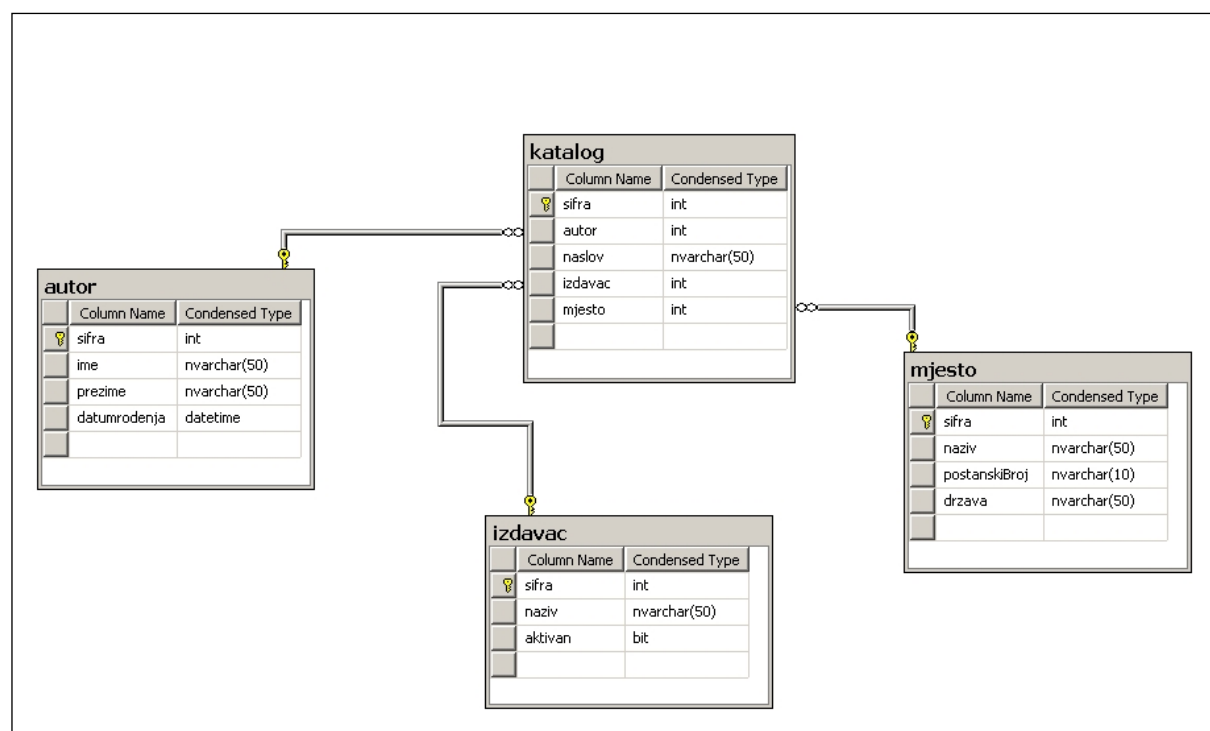 katalog
Column Name Condensed Type
sifra int
autor int
naslov nvarchar(50)
izdavac int
mjesto int
autor
Column Name Condensed Type
sifra int
ime nvarchar(50)
prezime nvarchar(50)
datumrodenja datetime
mjesto
Column Name Condensed Type
sifra int
naziv nvarchar(50)
postanskiBroj nvarchar(10)
drzava nvarchar(50)
izdavac
Column Name Condensed Type
sifra int
naziv nvarchar(50)
aktivan bit